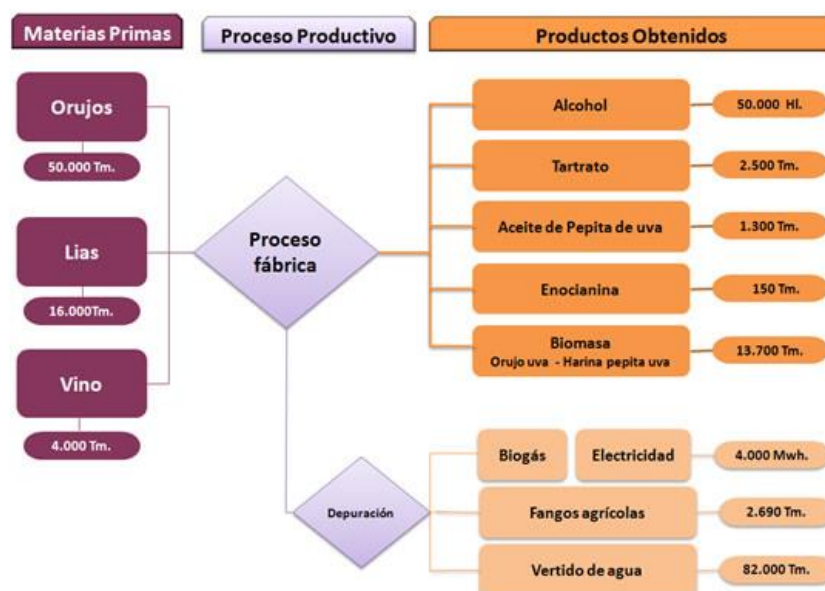 Materias Primas
Proceso Productivo
Productos Obtenidos
Orujos
50.000 Tm.
Lias
16.000Tm.
Vino
4.000 Tm.
Proceso
fábrica
Depuración
Alcohol
50.000 Hl.
Tartrato
2.500 Tm.
Aceite de Pepita de uva
1.300 Tm.
Enocianina
150 Tm.
Biomasa
Orujo uva - Harina pepita uva
13.700 Tm.
Biogás
Electricidad
4.000 Mwh.
Fangos agrícolas
2.690 Tm.
Vertido de agua
82.000 Tm.